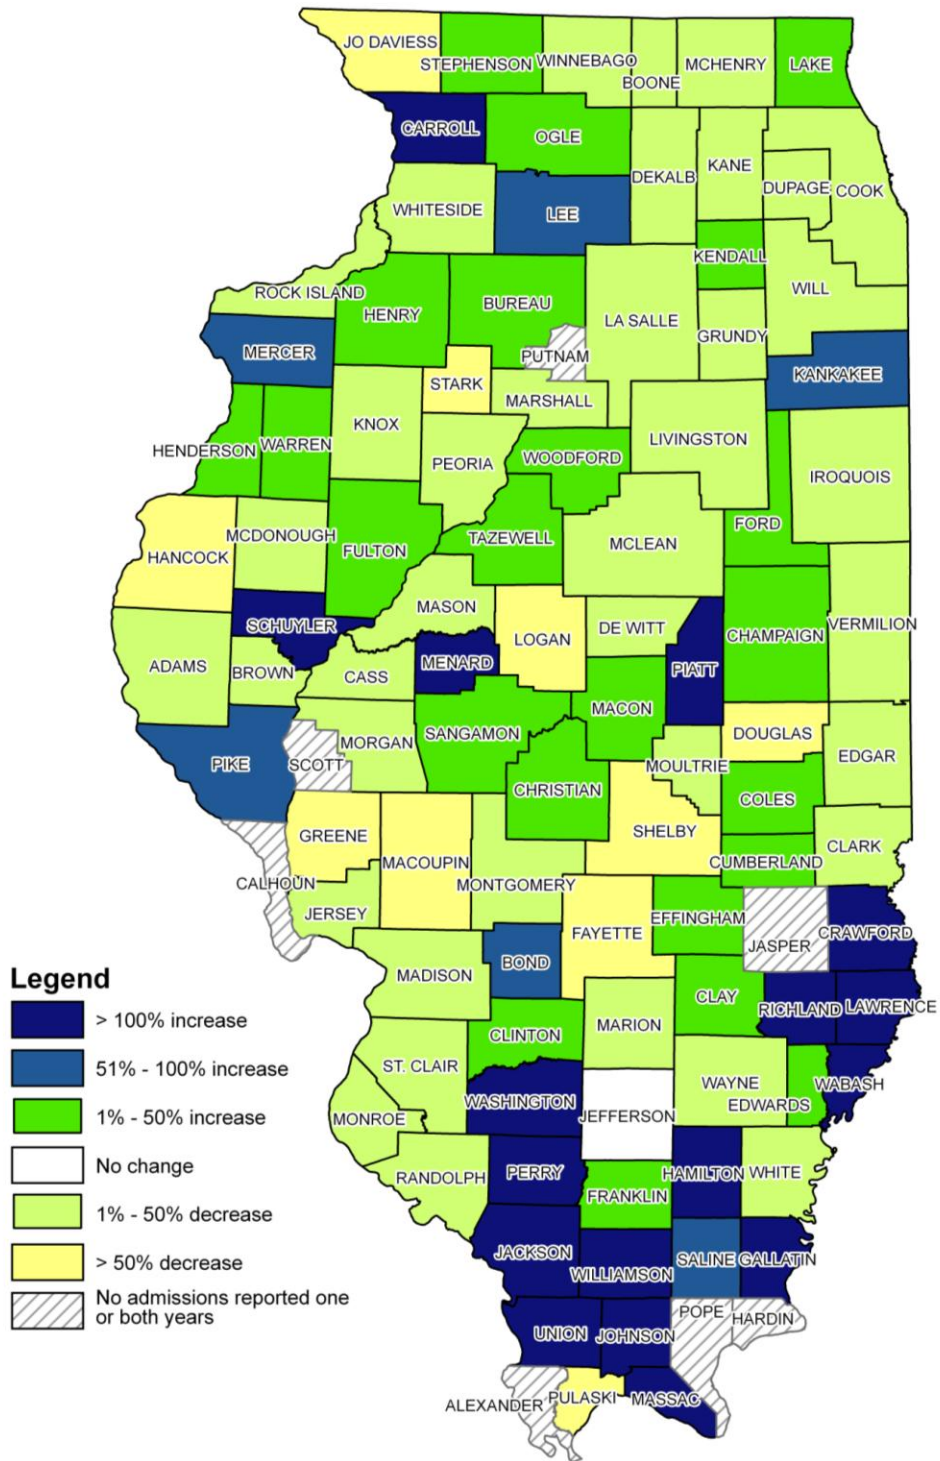 JO DAVIESS
STEPHENSON
WINNEBAGO
BOONE
MCHENRY
LAKE
CARROLL
OGLE
DEKALB
KANE
DUPAGE
COOK
WHITESIDE
LEE
KENDALL
WILL
ROCK ISLAND
HENRY
BUREAU
LA SALLE
GRUNDY
MERCER
PUTNAM
KANKAKEE
STARK
MARSHALL
KNOX
HENDERSON
WARREN
PEORIA
WOODFORD
LIVINGSTON
IROQUOIS
HANCOCK
MCDONOUGH
FULTON
TAZEWELL
MCLEAN
FORD
MASON
SCHUYLER
LOGAN
DE WITT
CHAMPAIGN
VERMILION
ADAMS
BROWN
CASS
MENARD
PIATT
MACON
PIKE
SCOTT
MORGAN
SANGAMON
CHRISTIAN
MOULTRIE
DOUGLAS
EDGAR
COLES
GREENE
MACOUPIN
SHELBY
CUMBERLAND
CLARK
CALHOUN
JERSEY
MONTGOMERY
FAYETTE
EFFINGHAM
JASPER
CRAWFORD
MADISON
BOND
CLAY
RICHLAND
LAWRENCE
CLINTON
MARION
ST. CLAIR
WAYNE
EDWARDS
WABASH
WASHINGTON
JEFFERSON
MONROE
RANDOLPH
PERRY
FRANKLIN
HAMILTON
WHITE
JACKSON
WILLIAMSON
SALINE
GALLATIN
UNION
JOHNSON
POPE
HARDIN
ALEXANDER
PULASKI
MASSAC
Legend
> 100% increase
51% - 100% increase
1% - 50% increase
No change
1% - 50% decrease
> 50% decrease
No admissions reported one
or both years